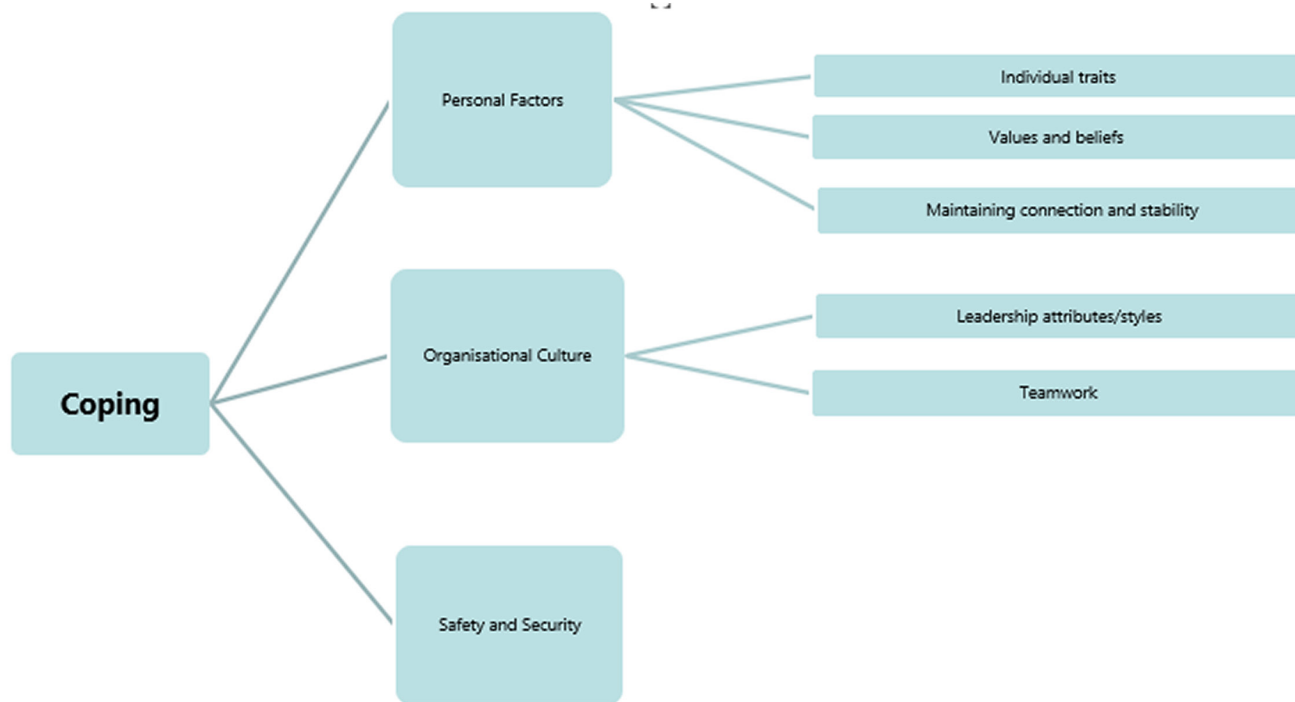 Personal Factors
Individual traits
Values and beliefs
Maintaining connection and stability
Coping
Organisational Culture
Leadership attributes/styles
Teamwork
Safety and Security